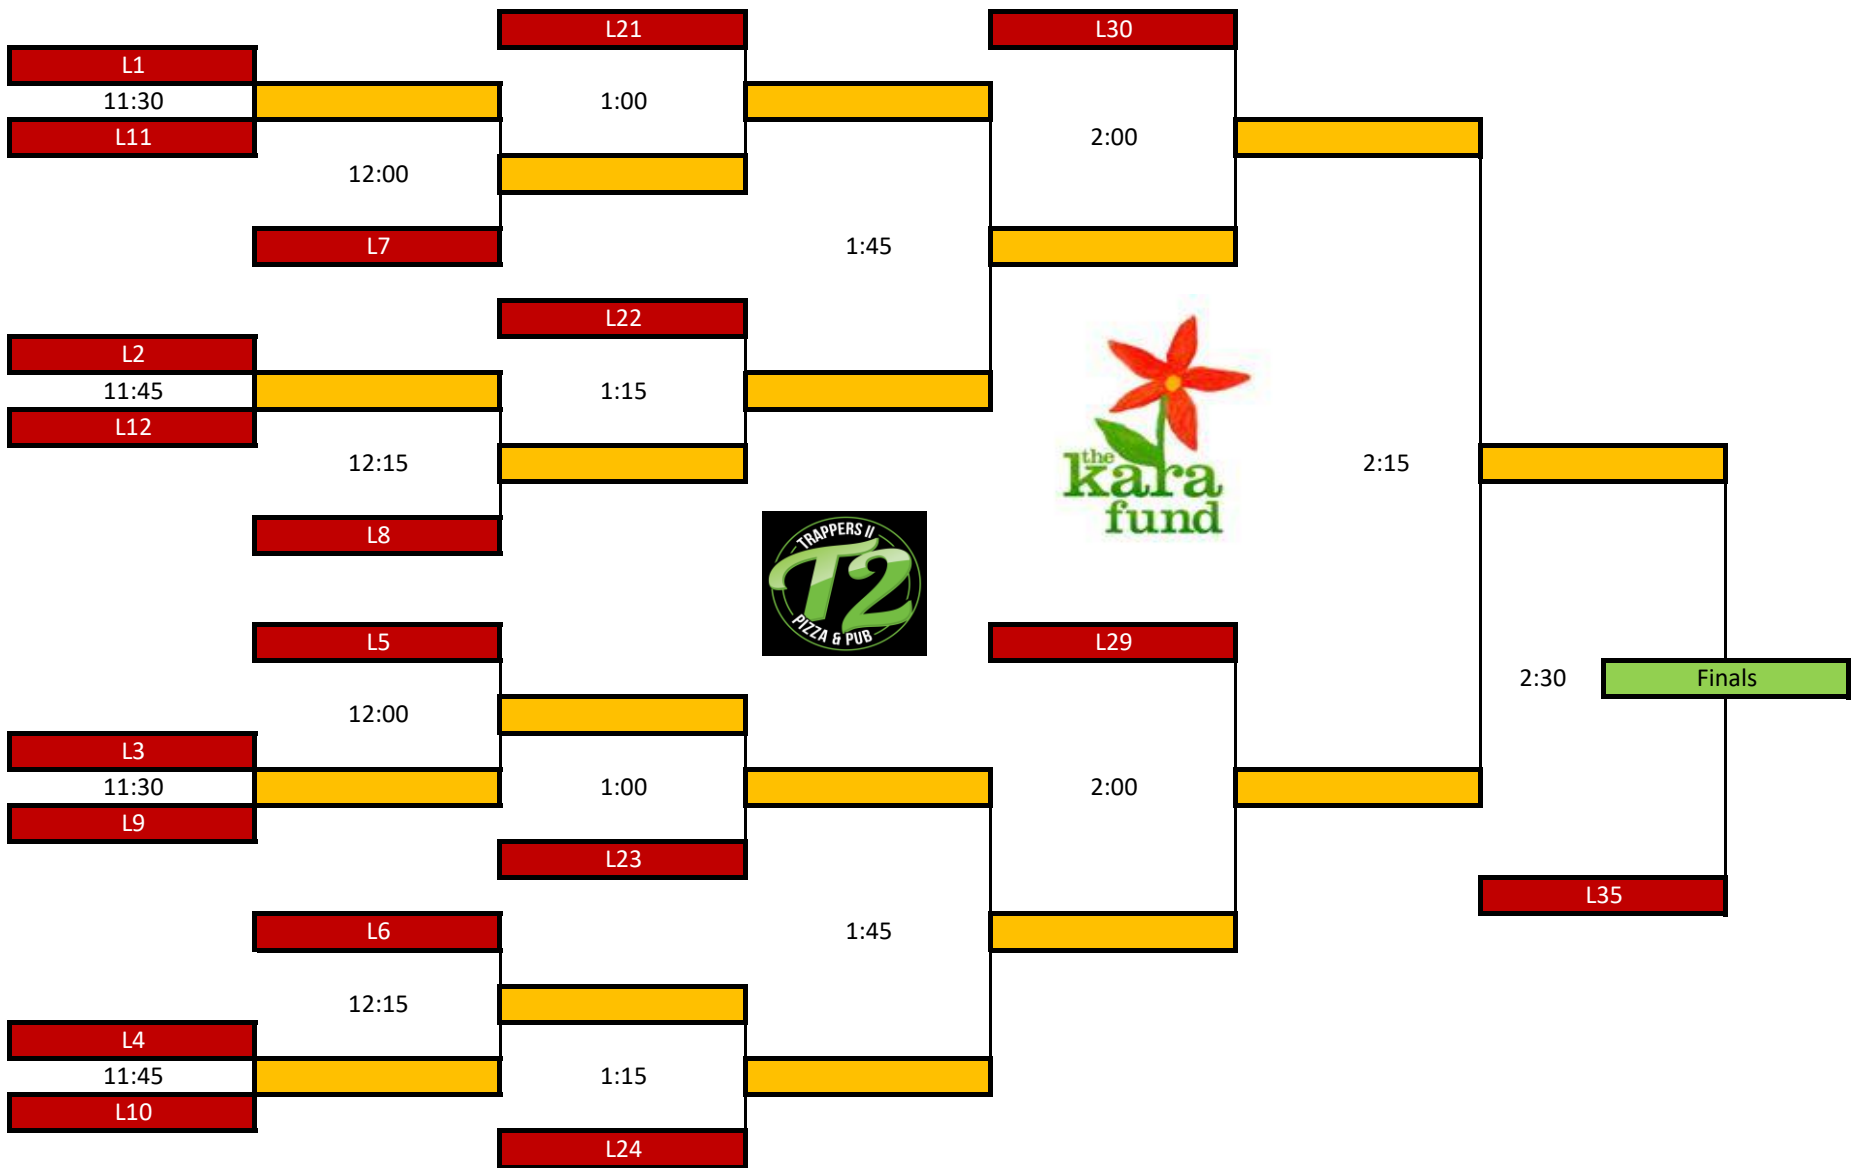 L21
L30
L1
11:30
1:00
L11
2:00
12:00
L7
1:45
L22
L2
11:45
1:15
L12
12:15
2:15
the
kara
fund
L8
TRAPPERS II
T2
PIZZA & PUB
L5
L29
2:30
Finals
12:00
L3
11:30
1:00
2:00
L9
L23
L35
L6
1:45
12:15
L4
11:45
1:15
L10
L24